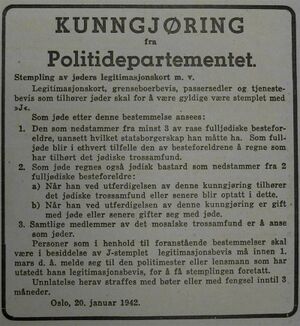 KUNNGJØRING
fra
Politidepartementet.
Stempling av jøders legitimasjonskort m. v.
Legitimasjonskort, grenseboerbevis, passersedler og tjeneste-
bevis som tilhører jøder skal for å være gyldige være stemplet med
»J«.
Som jøde etter denne bestemmelse ansees:
1. Den som nedstammer fra minst 3 av rase fulljødiske bestefor-
eldre, uansett hvilket statsborgerskap han måtte ha. Som full-
jøde blir i ethvert tilfelle den av besteforeldrene å regne som
har tilhørt det jødiske trossamfund.
2. Som jøde regnes også jødisk bastard som nedstammer fra 2
fulljødiske besteforeldre:
a) Når han ved utferdigelsen av denne kunngjøring tilhører
det jødiske trossamfund eller senere blir optatt i dette,
b) Når han ved utferdigelsen av denne kunngjøring er gift
med jøde eller senere gifter seg med jøde.
3. Samtlige medlemmer av det mosaiske trossamfund er å anse
som jøder.
Personer som i henhold til foranstående bestemmelser skal
være i besiddelse av J-stemplet legitimasjonsbevis må innen 1.
mars d. å. melde seg til den politimester eller lensmann som har
utstedt hans legitimasjonsbevis, for å få stemplingen foretatt.
Unnlatelse herav straffes med bøter eller med fengsel inntil 3
måneder.
Oslo, 20. januar 1942.